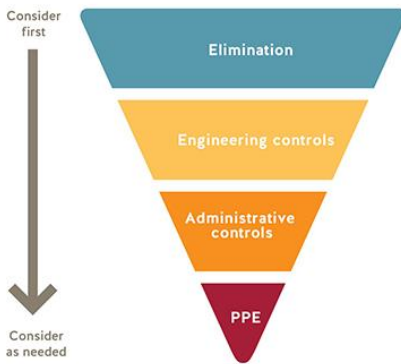 Consider
first
Elimination
Engineering controls
Administrative
controls
PPE
Consider
as needed